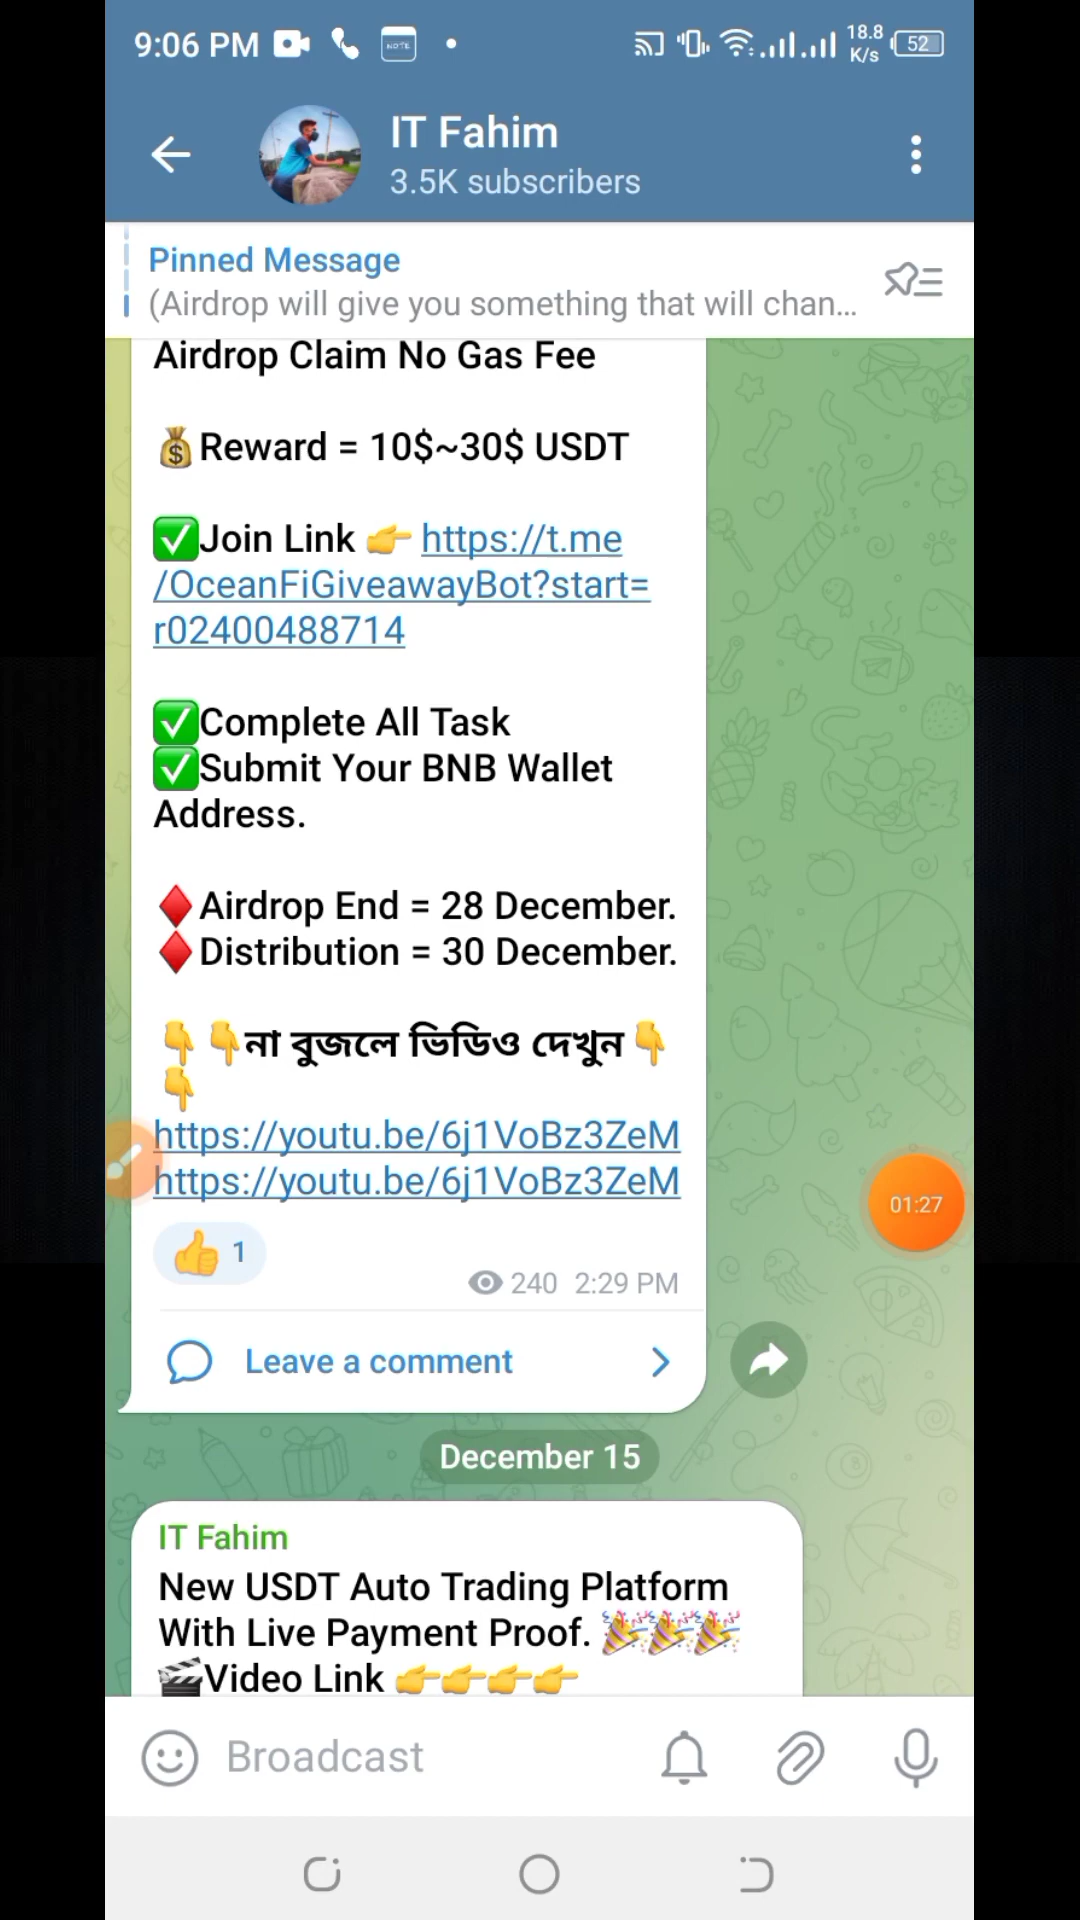 9:06 PM NOTE 18.8 K/s 52
IT Fahim
3.5K subscribers
Pinned Message
(Airdrop will give you something that will chan...
Airdrop Claim No Gas Fee
💰Reward = 10$~30$ USDT
✅Join Link 👉 https://t.me
/OceanFiGiveawayBot?start=
r02400488714
✅Complete All Task
✅Submit Your BNB Wallet
Address.
♦️Airdrop End = 28 December.
♦️Distribution = 30 December.
👇👇না বুজলে ভিডিও দেখুন👇
👇
https://youtu.be/6j1VoBz3ZeM
https://youtu.be/6j1VoBz3ZeM
01:27
👍 1
240 2:29 PM
Leave a comment
December 15
IT Fahim
New USDT Auto Trading Platform
With Live Payment Proof. 🎉🎉🎉
🎬Video Link 👉👉👉👉
Broadcast